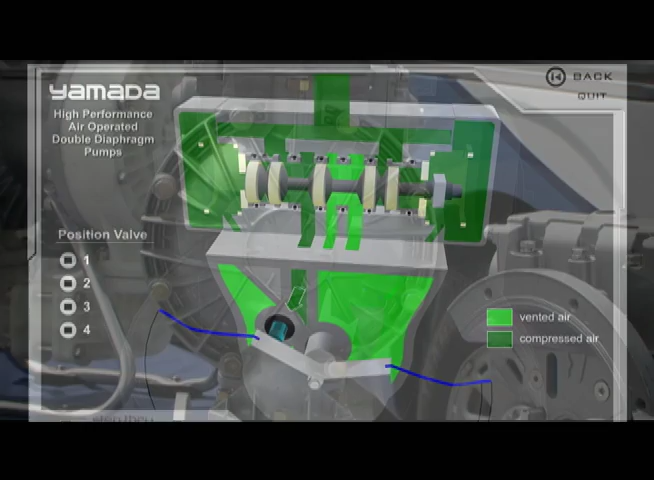 YAMADA
High Performance
Air Operated
Double Diaphragm
Pumps
BACK
QUIT
Position Valve
1
2
3
4
vented air
compressed air